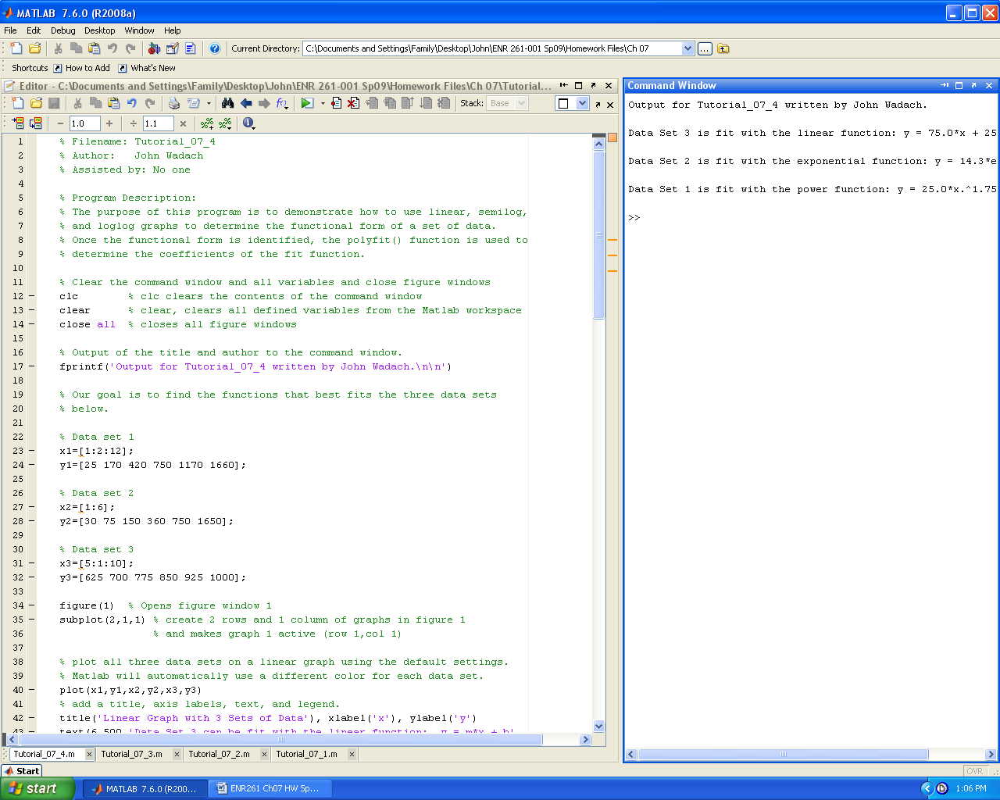 MATLAB 7.6.0 (R2008a)
File Edit Debug Desktop Window Help
Current Directory: C:\Documents and Settings\Family\Desktop\John\ENR 261-001 Sp09\Homework Files\Ch 07
Shortcuts How to Add What's New
Editor - C:\Documents and Settings\Family\Desktop\John\ENR 261-001 Sp09\Homework Files\Ch 07\Tutorial...
Stack: Base
1.0 1.1
1 % Filename: Tutorial_07_4
2 % Author: John Wadach
3 % Assisted by: No one
4
5 % Program Description:
6 % The purpose of this program is to demonstrate how to use linear, semilog,
7 % and loglog graphs to determine the functional form of a set of data.
8 % Once the functional form is identified, the polyfit() function is used to
9 % determine the coefficients of the fit function.
10
11 % Clear the command window and all variables and close figure windows
12 clc % clc clears the contents of the command window
13 clear % clear, clears all defined variables from the Matlab workspace
14 close all % closes all figure windows
15
16 % Output of the title and author to the command window.
17 fprintf('Output for Tutorial_07_4 written by John Wadach.\n\n')
18
19 % Our goal is to find the functions that best fits the three data sets
20 % below.
21
22 % Data set 1
23 x1=[1:2:12];
24 y1=[25 170 420 750 1170 1660];
25
26 % Data set 2
27 x2=[1:6];
28 y2=[30 75 150 360 750 1650];
29
30 % Data set 3
31 x3=[5:1:10];
32 y3=[625 700 775 850 925 1000];
33
34 figure(1) % Opens figure window 1
35 subplot(2,1,1) % create 2 rows and 1 column of graphs in figure 1
36 % and makes graph 1 active (row 1,col 1)
37
38 % plot all three data sets on a linear graph using the default settings.
39 % Matlab will automatically use a different color for each data set.
40 plot(x1,y1,x2,y2,x3,y3)
41 % add a title, axis labels, text, and legend.
42 title('Linear Graph with 3 Sets of Data'), xlabel('x'), ylabel('y')
43 text(6,500,'Data Set 3 can be fit with the linear function: y = m*x + b'
Tutorial_07_4.m Tutorial_07_3.m Tutorial_07_2.m Tutorial_07_1.m
Command Window
Output for Tutorial_07_4 written by John Wadach.
Data Set 3 is fit with the linear function: y = 75.0*x + 25
Data Set 2 is fit with the exponential function: y = 14.3*e
Data Set 1 is fit with the power function: y = 25.0*x.^1.75
>>
Start
OVR
start MATLAB 7.6.0 (R200... ENR261 Ch07 HW Sp... 1:06 PM